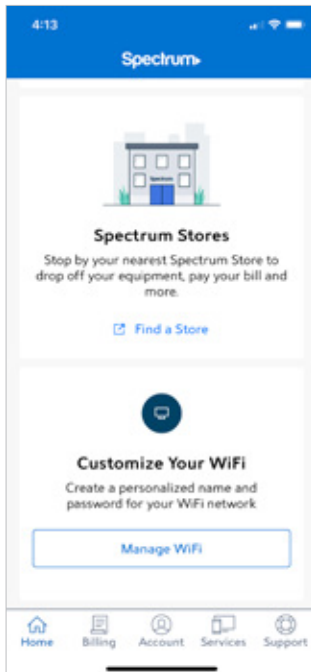 4:13
Spectrum
Spectrum
Spectrum Stores
Stop by your nearest Spectrum Store to
drop off your equipment, pay your bill and
more.
Find a Store
Customize Your WiFi
Create a personalized name and
password for your WiFi network
Manage WiFi
Home Billing Account Services Support